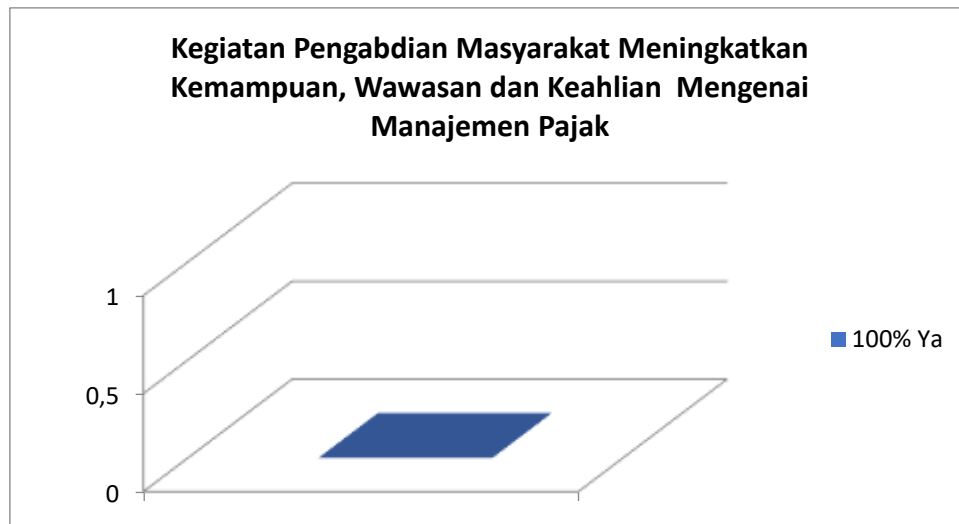 Kegiatan Pengabdian Masyarakat Meningkatkan
Kemampuan, Wawasan dan Keahlian  Mengenai
Manajemen Pajak
1
0,5
0
100% Ya